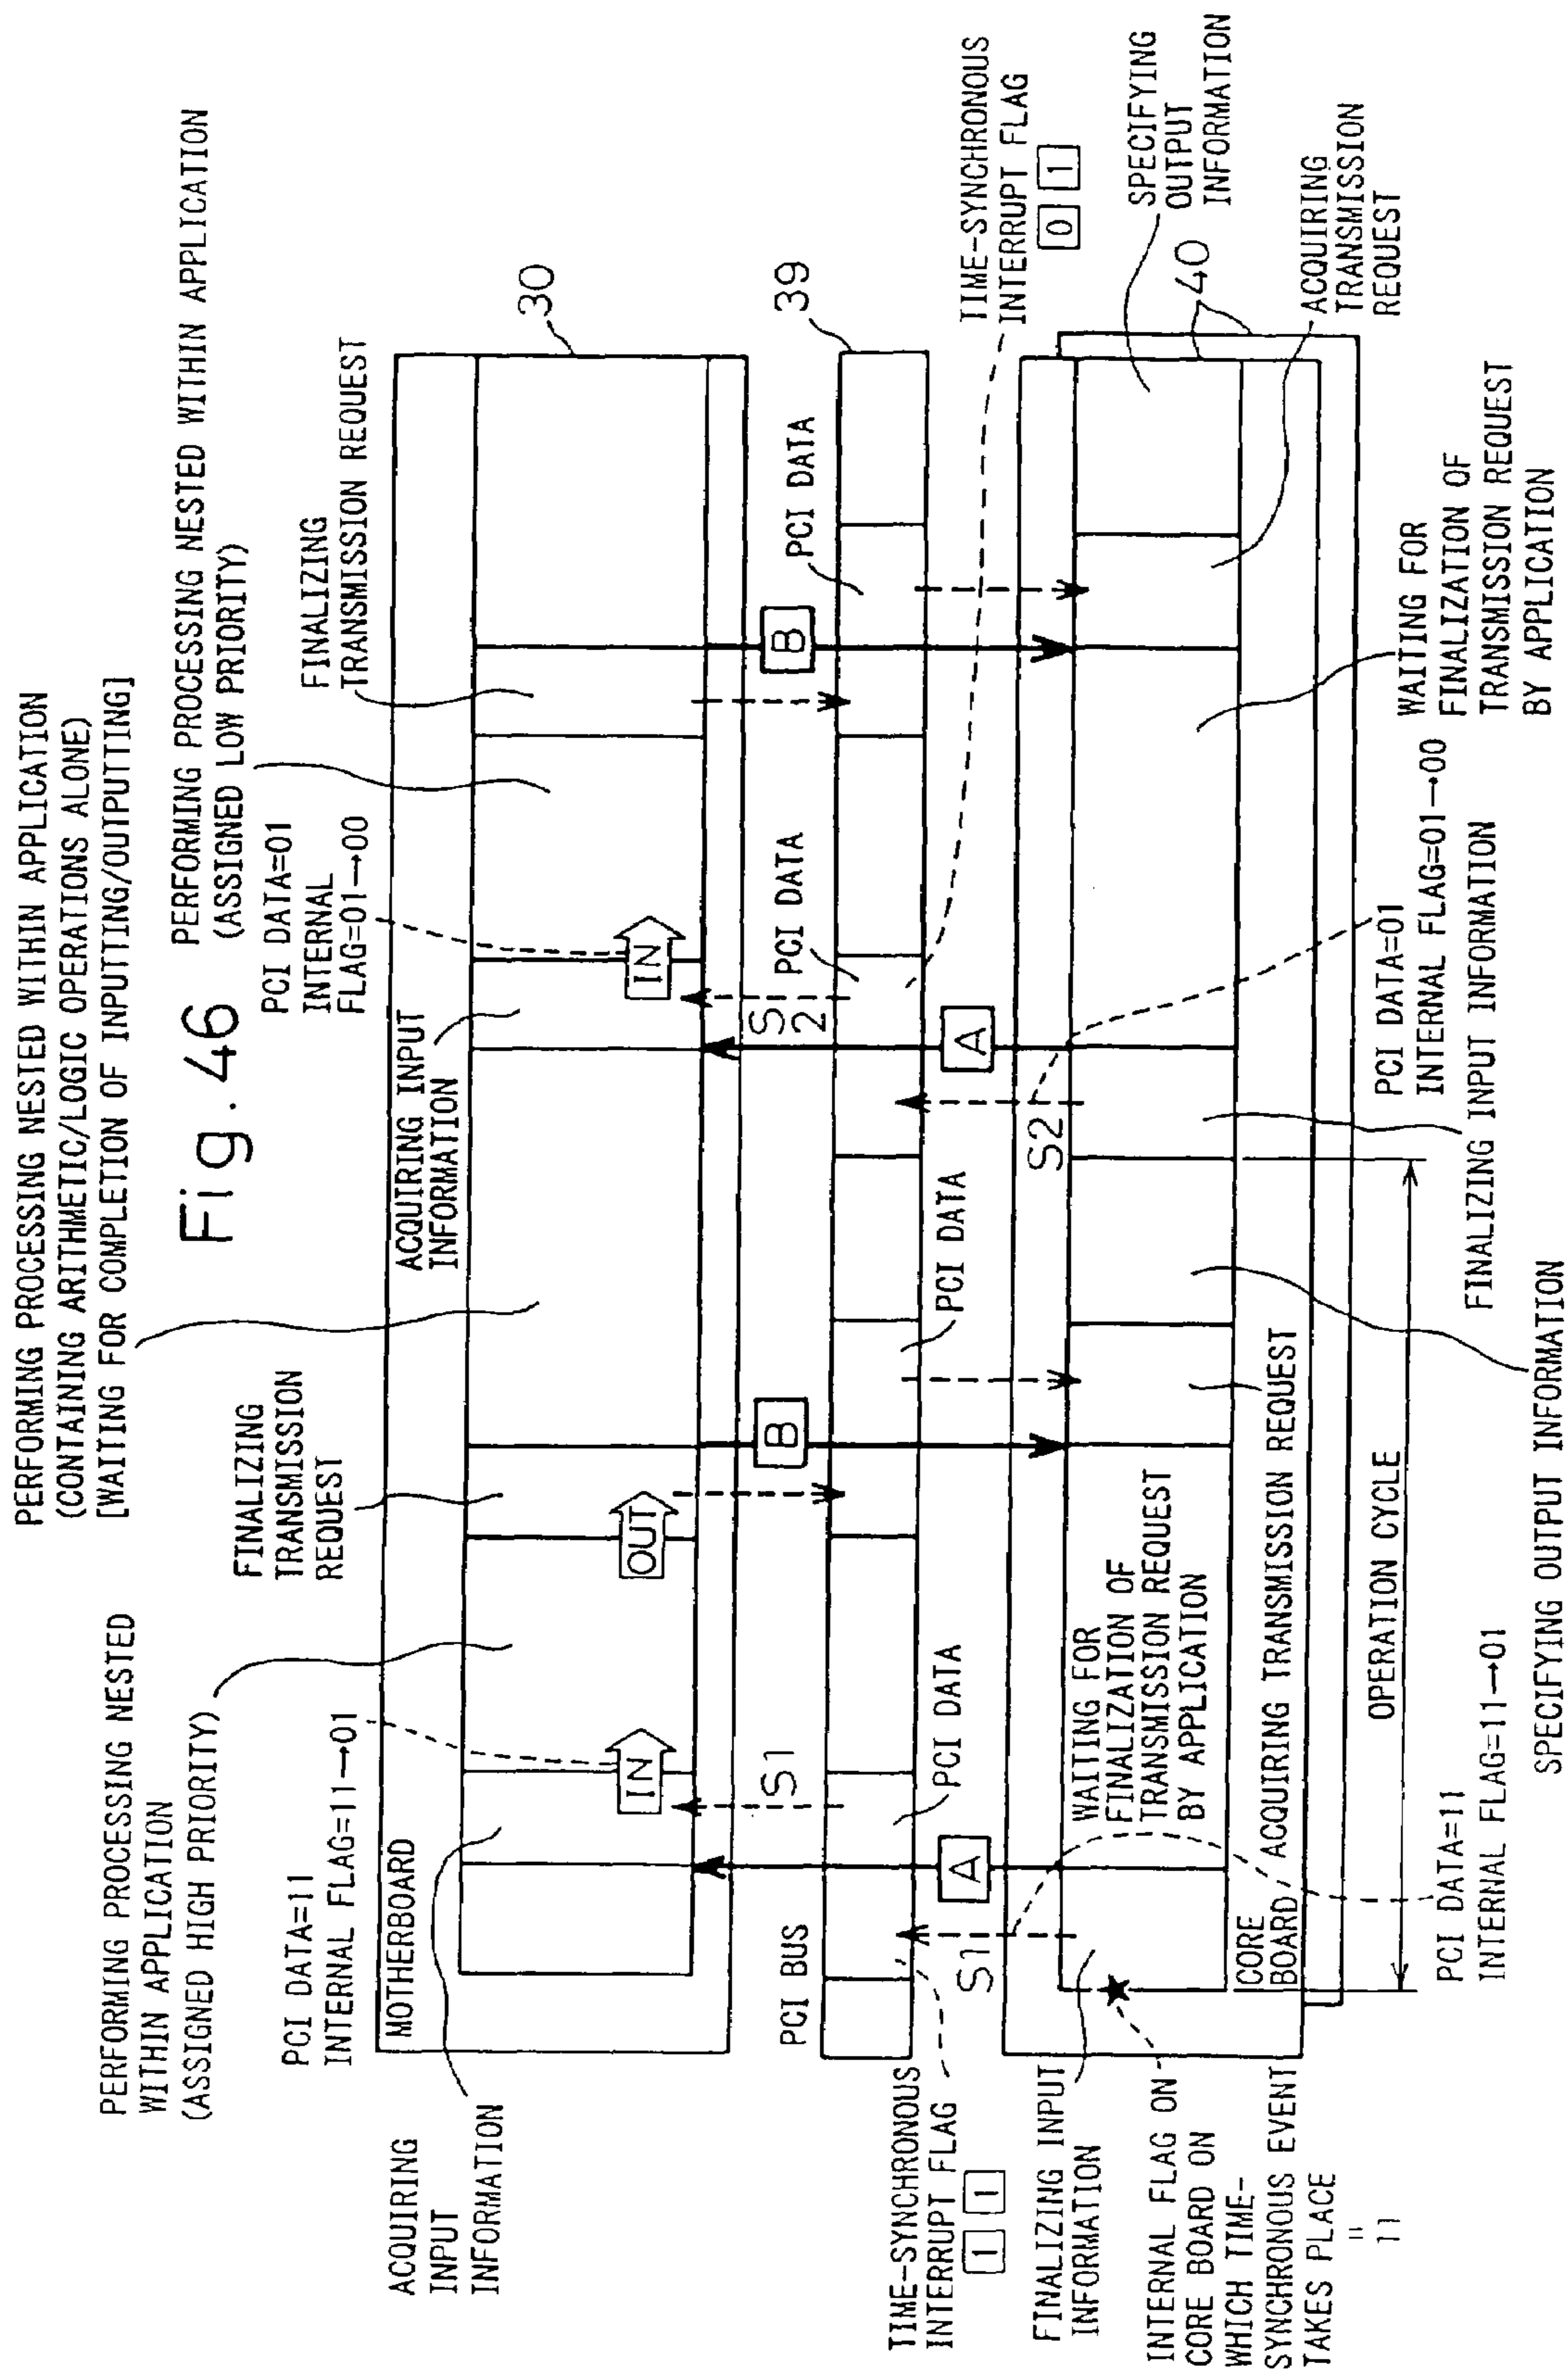 Fig. 46
PERFORMING PROCESSING NESTED WITHIN APPLICATION
(CONTAINING ARITHMETIC/LOGIC OPERATIONS ALONE)
[WAITING FOR COMPLETION OF INPUTTING/OUTPUTTING]
PERFORMING PROCESSING NESTED
WITHIN APPLICATION
(ASSIGNED HIGH PRIORITY)
FINALIZING
TRANSMISSION
REQUEST
PERFORMING PROCESSING NESTED WITHIN APPLICATION
(ASSIGNED LOW PRIORITY)
PCI DATA=11
INTERNAL FLAG=11→01
PCI DATA=01
INTERNAL
FLAG=01→00
FINALIZING
TRANSMISSION REQUEST
30
ACQUIRING
INPUT
INFORMATION
MOTHERBOARD
ACQUIRING INPUT
INFORMATION
IN
OUT
IN
S1
B
S
2
B
PCI BUS
PCI DATA
PCI DATA
PCI DATA
PCI DATA
39
TIME-SYNCHRONOUS
INTERRUPT FLAG
1 1
TIME-SYNCHRONOUS
INTERRUPT FLAG
0 1
S1
A
S2
A
FINALIZING INPUT
INFORMATION
WAITING FOR
FINALIZATION OF
TRANSMISSION REQUEST
BY APPLICATION
SPECIFYING
OUTPUT
INFORMATION
40
INTERNAL FLAG ON
CORE BOARD ON
WHICH TIME-
SYNCHRONOUS EVENT
TAKES PLACE
=
11
CORE
BOARD
ACQUIRING TRANSMISSION REQUEST
ACQUIRING
TRANSMISSION
REQUEST
OPERATION CYCLE
PCI DATA=11
INTERNAL FLAG=11→01
SPECIFYING OUTPUT INFORMATION
FINALIZING INPUT INFORMATION
PCI DATA=01
INTERNAL FLAG=01→00
WAITING FOR
FINALIZATION OF
TRANSMISSION REQUEST
BY APPLICATION